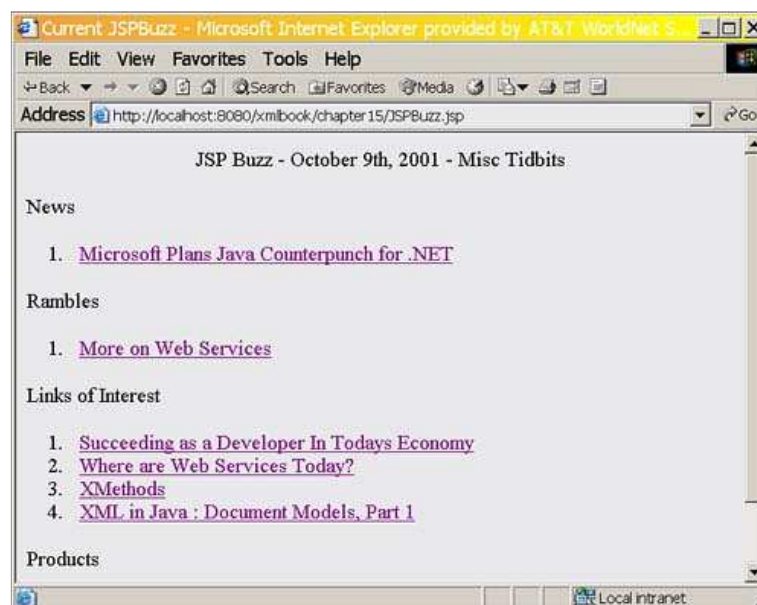 Current JSPBuzz - Microsoft Internet Explorer provided by AT&T WorldNet S...
File Edit View Favorites Tools Help
Back Search Favorites Media
Address http://localhost:8080/xmlbook/chapter15/JSPBuzz.jsp Go
JSP Buzz - October 9th, 2001 - Misc Tidbits
News
1. Microsoft Plans Java Counterpunch for .NET
Rambles
1. More on Web Services
Links of Interest
1. Succeeding as a Developer In Todays Economy
2. Where are Web Services Today?
3. XMethods
4. XML in Java : Document Models, Part 1
Products
Local intranet